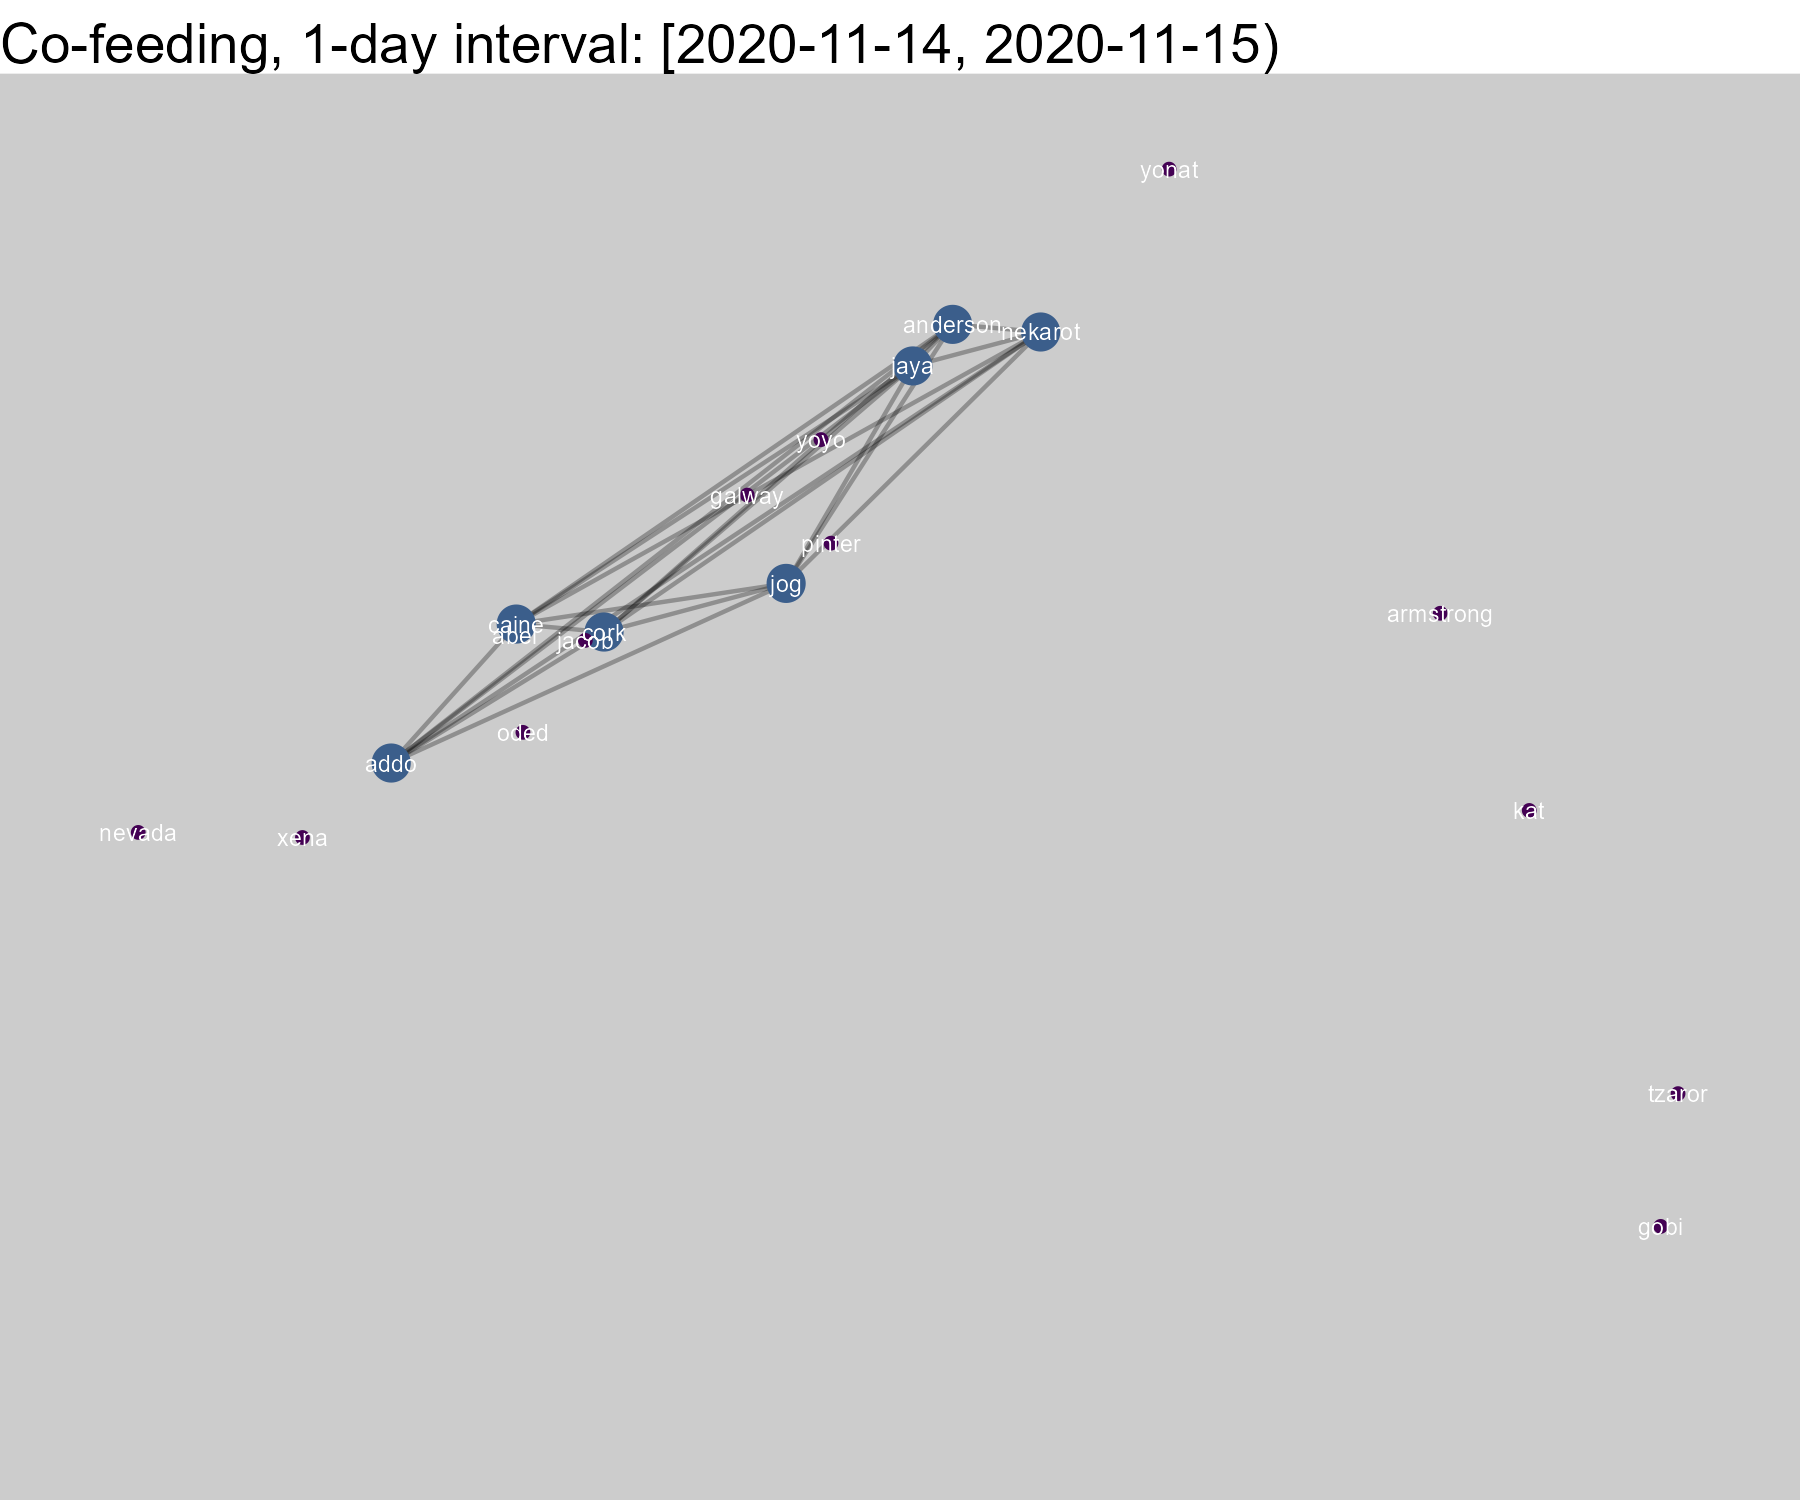 Co-feeding, 1-day interval: [2020-11-14, 2020-11-15)
yonat
anderson
nekarot
jaya
yoyo
galway
pinter
jog
armstrong
caine
cork
abel
jacob
oded
addo
kat
nevada
xena
tzaror
gobi